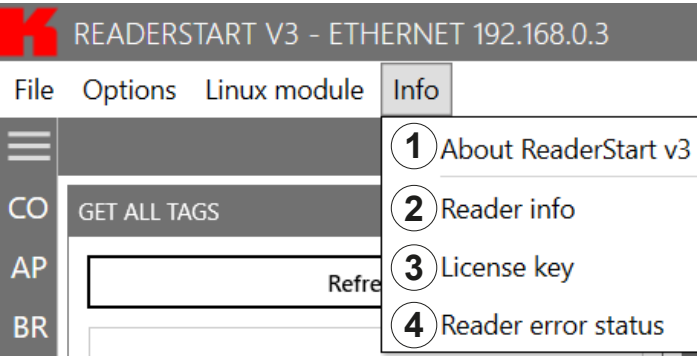 READERSTART V3 - ETHERNET 192.168.0.3
File Options Linux module Info
1 About ReaderStart v3
CO GET ALL TAGS 2 Reader info
AP 3 License key
BR 4 Reader error status